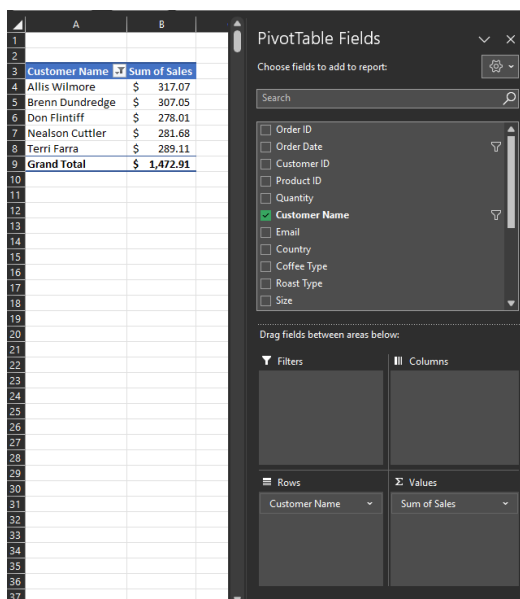 A B
1
2
3 Customer Name Sum of Sales
4 Allis Wilmore $ 317.07
5 Brenn Dundredge $ 307.05
6 Don Flintiff $ 278.01
7 Nealson Cuttler $ 281.68
8 Terri Farra $ 289.11
9 Grand Total $ 1,472.91
10
11
12
13
14
15
16
17
18
19
20
21
22
23
24
25
26
27
28
29
30
31
32
33
34
35
36
37
PivotTable Fields
Choose fields to add to report:
Search
Order ID
Order Date
Customer ID
Product ID
Quantity
Customer Name
Email
Country
Coffee Type
Roast Type
Size
Drag fields between areas below:
Filters
Columns
Rows
Σ Values
Customer Name
Sum of Sales